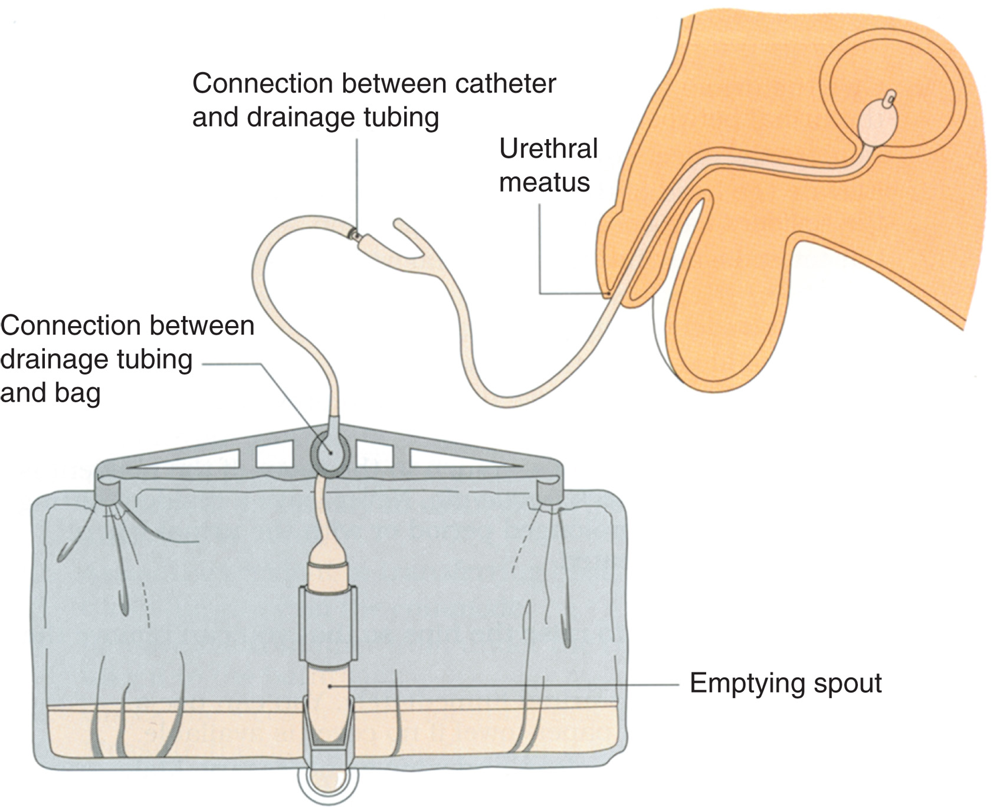 Connection between catheter
and drainage tubing
Urethral
meatus
Connection between
drainage tubing
and bag
Emptying spout